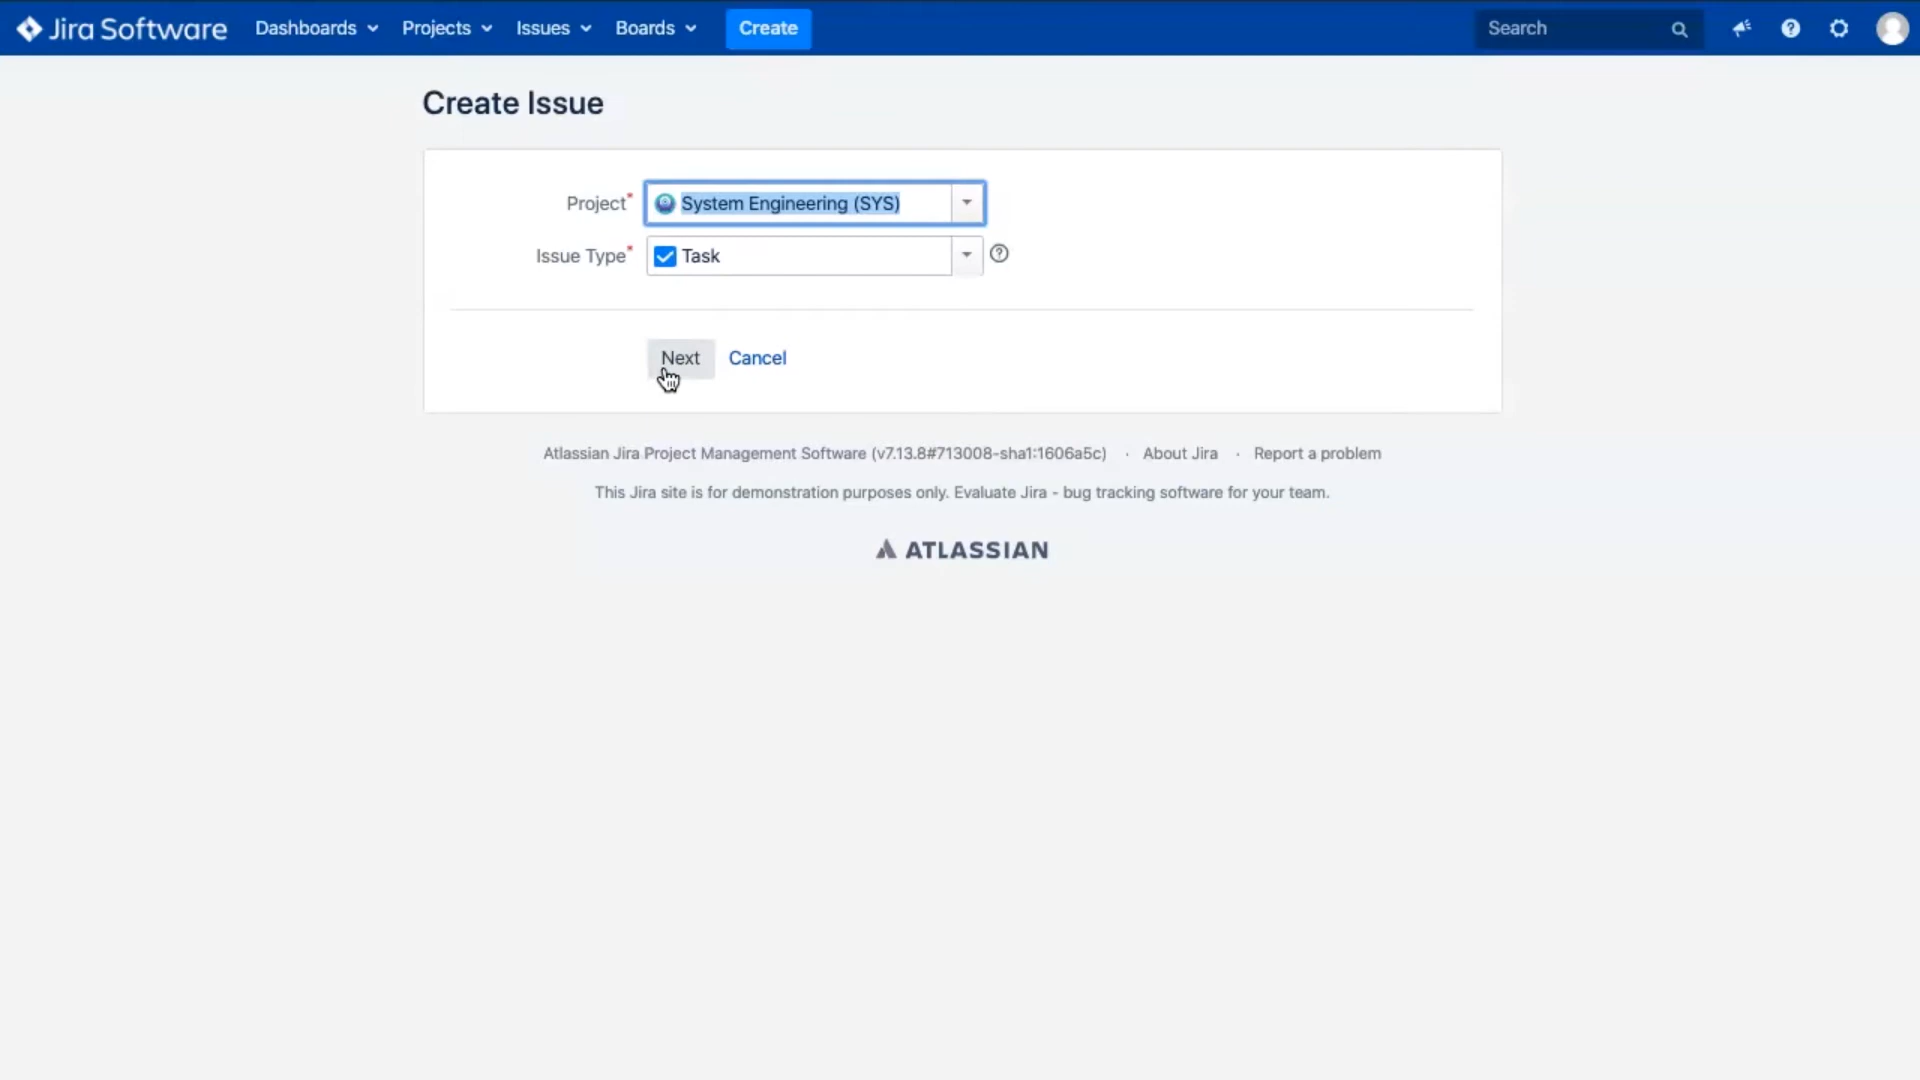 Jira Software Dashboards Projects Issues Boards Create Search
Create Issue
Project* System Engineering (SYS)
Issue Type* Task
Next Cancel
Atlassian Jira Project Management Software (v7.13.8#713008-sha1:1606a5c) · About Jira · Report a problem
This Jira site is for demonstration purposes only. Evaluate Jira - bug tracking software for your team.
ATLASSIAN